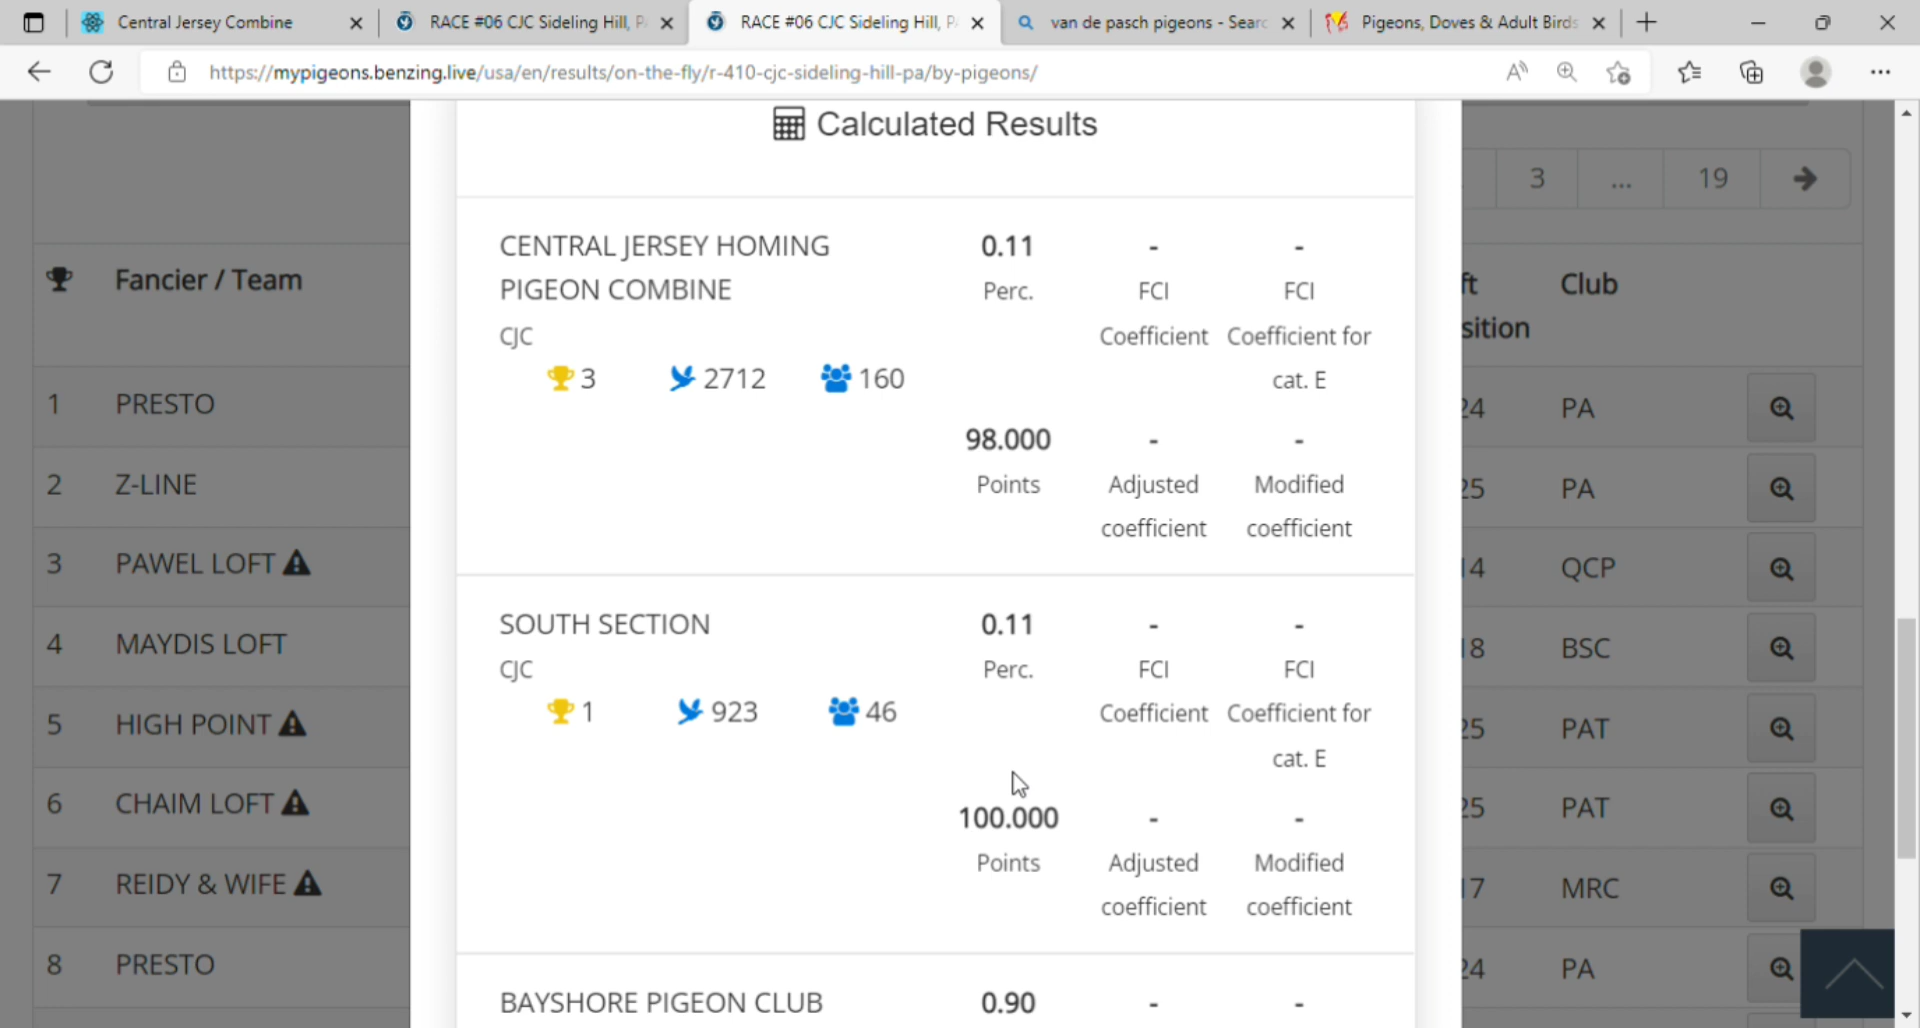 Central Jersey Combine
RACE #06 CJC Sideling Hill, P
RACE #06 CJC Sideling Hill, P
van de pasch pigeons - Searc
Pigeons, Doves & Adult Birds
https://mypigeons.benzing.live/usa/en/results/on-the-fly/r-410-cjc-sideling-hill-pa/by-pigeons/
Calculated Results
3 ... 19
Fancier / Team
ft
sition
Club
CENTRAL JERSEY HOMING
PIGEON COMBINE
CJC
3 2712 160
0.11 - -
Perc. FCI FCI
Coefficient Coefficient for
cat. E
98.000 - -
Points Adjusted Modified
coefficient coefficient
SOUTH SECTION
CJC
1 923 46
0.11 - -
Perc. FCI FCI
Coefficient Coefficient for
cat. E
100.000 - -
Points Adjusted Modified
coefficient coefficient
BAYSHORE PIGEON CLUB 0.90 - -
1 PRESTO 24 PA
2 Z-LINE 25 PA
3 PAWEL LOFT 14 QCP
4 MAYDIS LOFT 18 BSC
5 HIGH POINT 25 PAT
6 CHAIM LOFT 25 PAT
7 REIDY & WIFE 17 MRC
8 PRESTO 24 PA